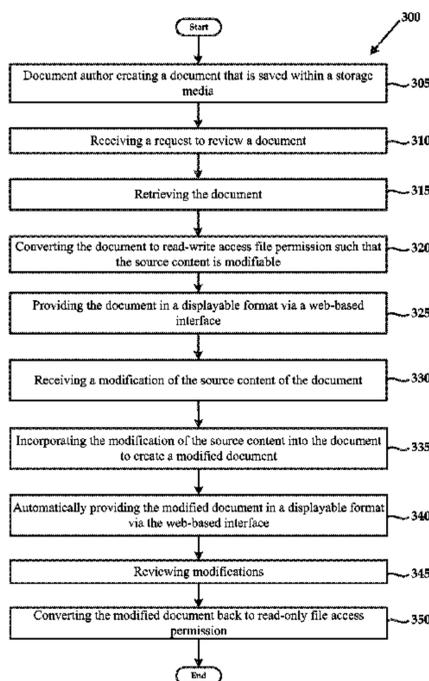 Start
300
Document author creating a document that is saved within a storage
media
305
Receiving a request to review a document
310
Retrieving the document
315
Converting the document to read-write access file permission such that
the source content is modifiable
320
Providing the document in a displayable format via a web-based
interface
325
Receiving a modification of the source content of the document
330
Incorporating the modification of the source content into the document
to create a modified document
335
Automatically providing the modified document in a displayable format
via the web-based interface
340
Reviewing modifications
345
Converting the modified document back to read-only file access
permission
350
End